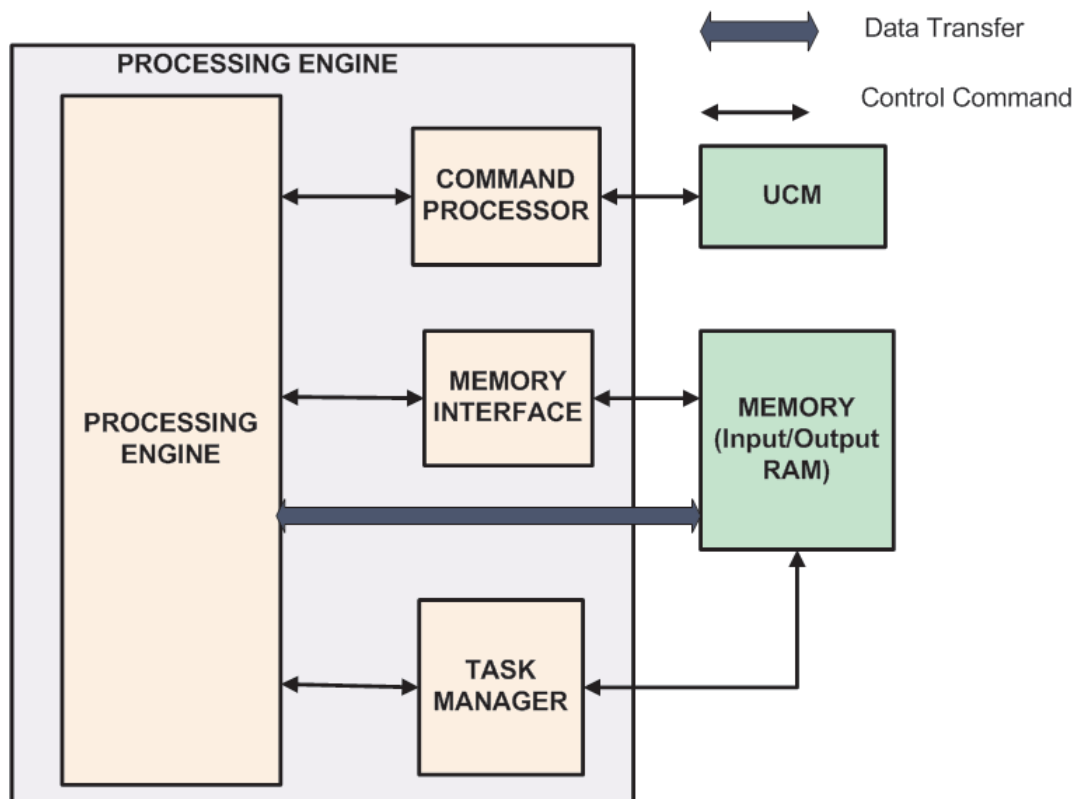 Data Transfer
Control Command
PROCESSING ENGINE
PROCESSING
ENGINE
COMMAND
PROCESSOR
UCM
MEMORY
INTERFACE
MEMORY
(Input/Output
RAM)
TASK
MANAGER